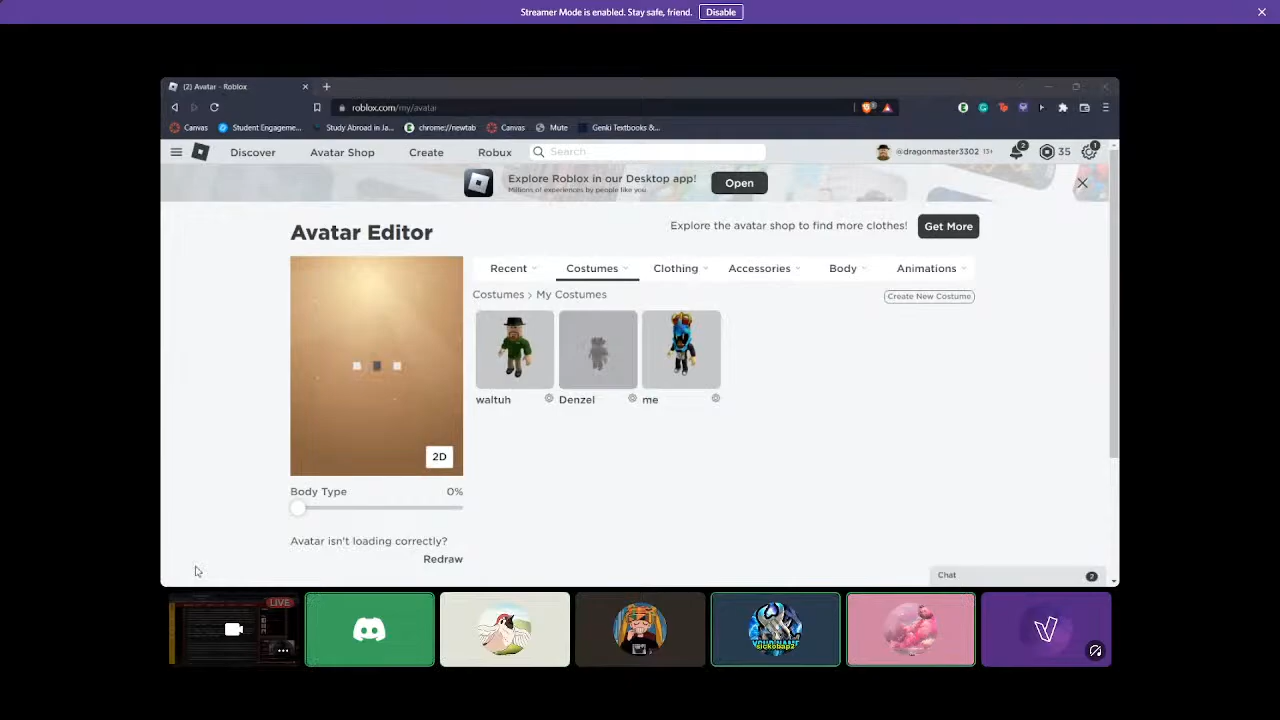 Streamer Mode is enabled. Stay safe, friend. Disable
(2) Avatar - Roblox
roblox.com/my/avatar
Canvas Student Engageme... Study Abroad in Ja... chrome://newtab Canvas Mute Genki Textbooks &...
Discover Avatar Shop Create Robux Search @dragonmaster3302 13+ 2 35 1
Explore Roblox in our Desktop app!
Millions of experiences by people like you.
Open
Avatar Editor
Explore the avatar shop to find more clothes! Get More
Recent Costumes Clothing Accessories Body Animations
Costumes > My Costumes
Create New Costume
waltuh Denzel me
2D
Body Type 0%
Avatar isn't loading correctly?
Redraw
Chat 2
LIVE
sickobapz